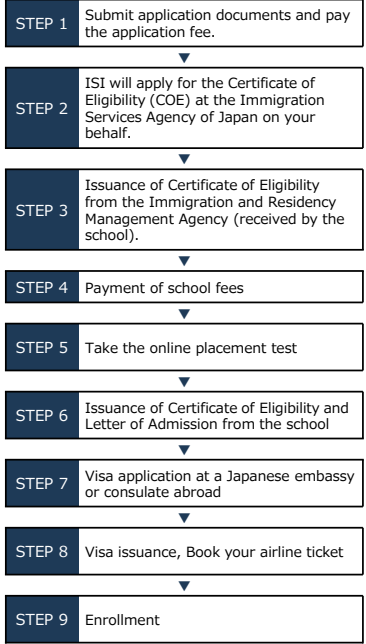 STEP 1
Submit application documents and pay
the application fee.
▼
STEP 2
ISI will apply for the Certificate of
Eligibility (COE) at the Immigration
Services Agency of Japan on your
behalf.
▼
STEP 3
Issuance of Certificate of Eligibility
from the Immigration and Residency
Management Agency (received by the
school).
▼
STEP 4
Payment of school fees
▼
STEP 5
Take the online placement test
▼
STEP 6
Issuance of Certificate of Eligibility and
Letter of Admission from the school
▼
STEP 7
Visa application at a Japanese embassy
or consulate abroad
▼
STEP 8
Visa issuance, Book your airline ticket
▼
STEP 9
Enrollment